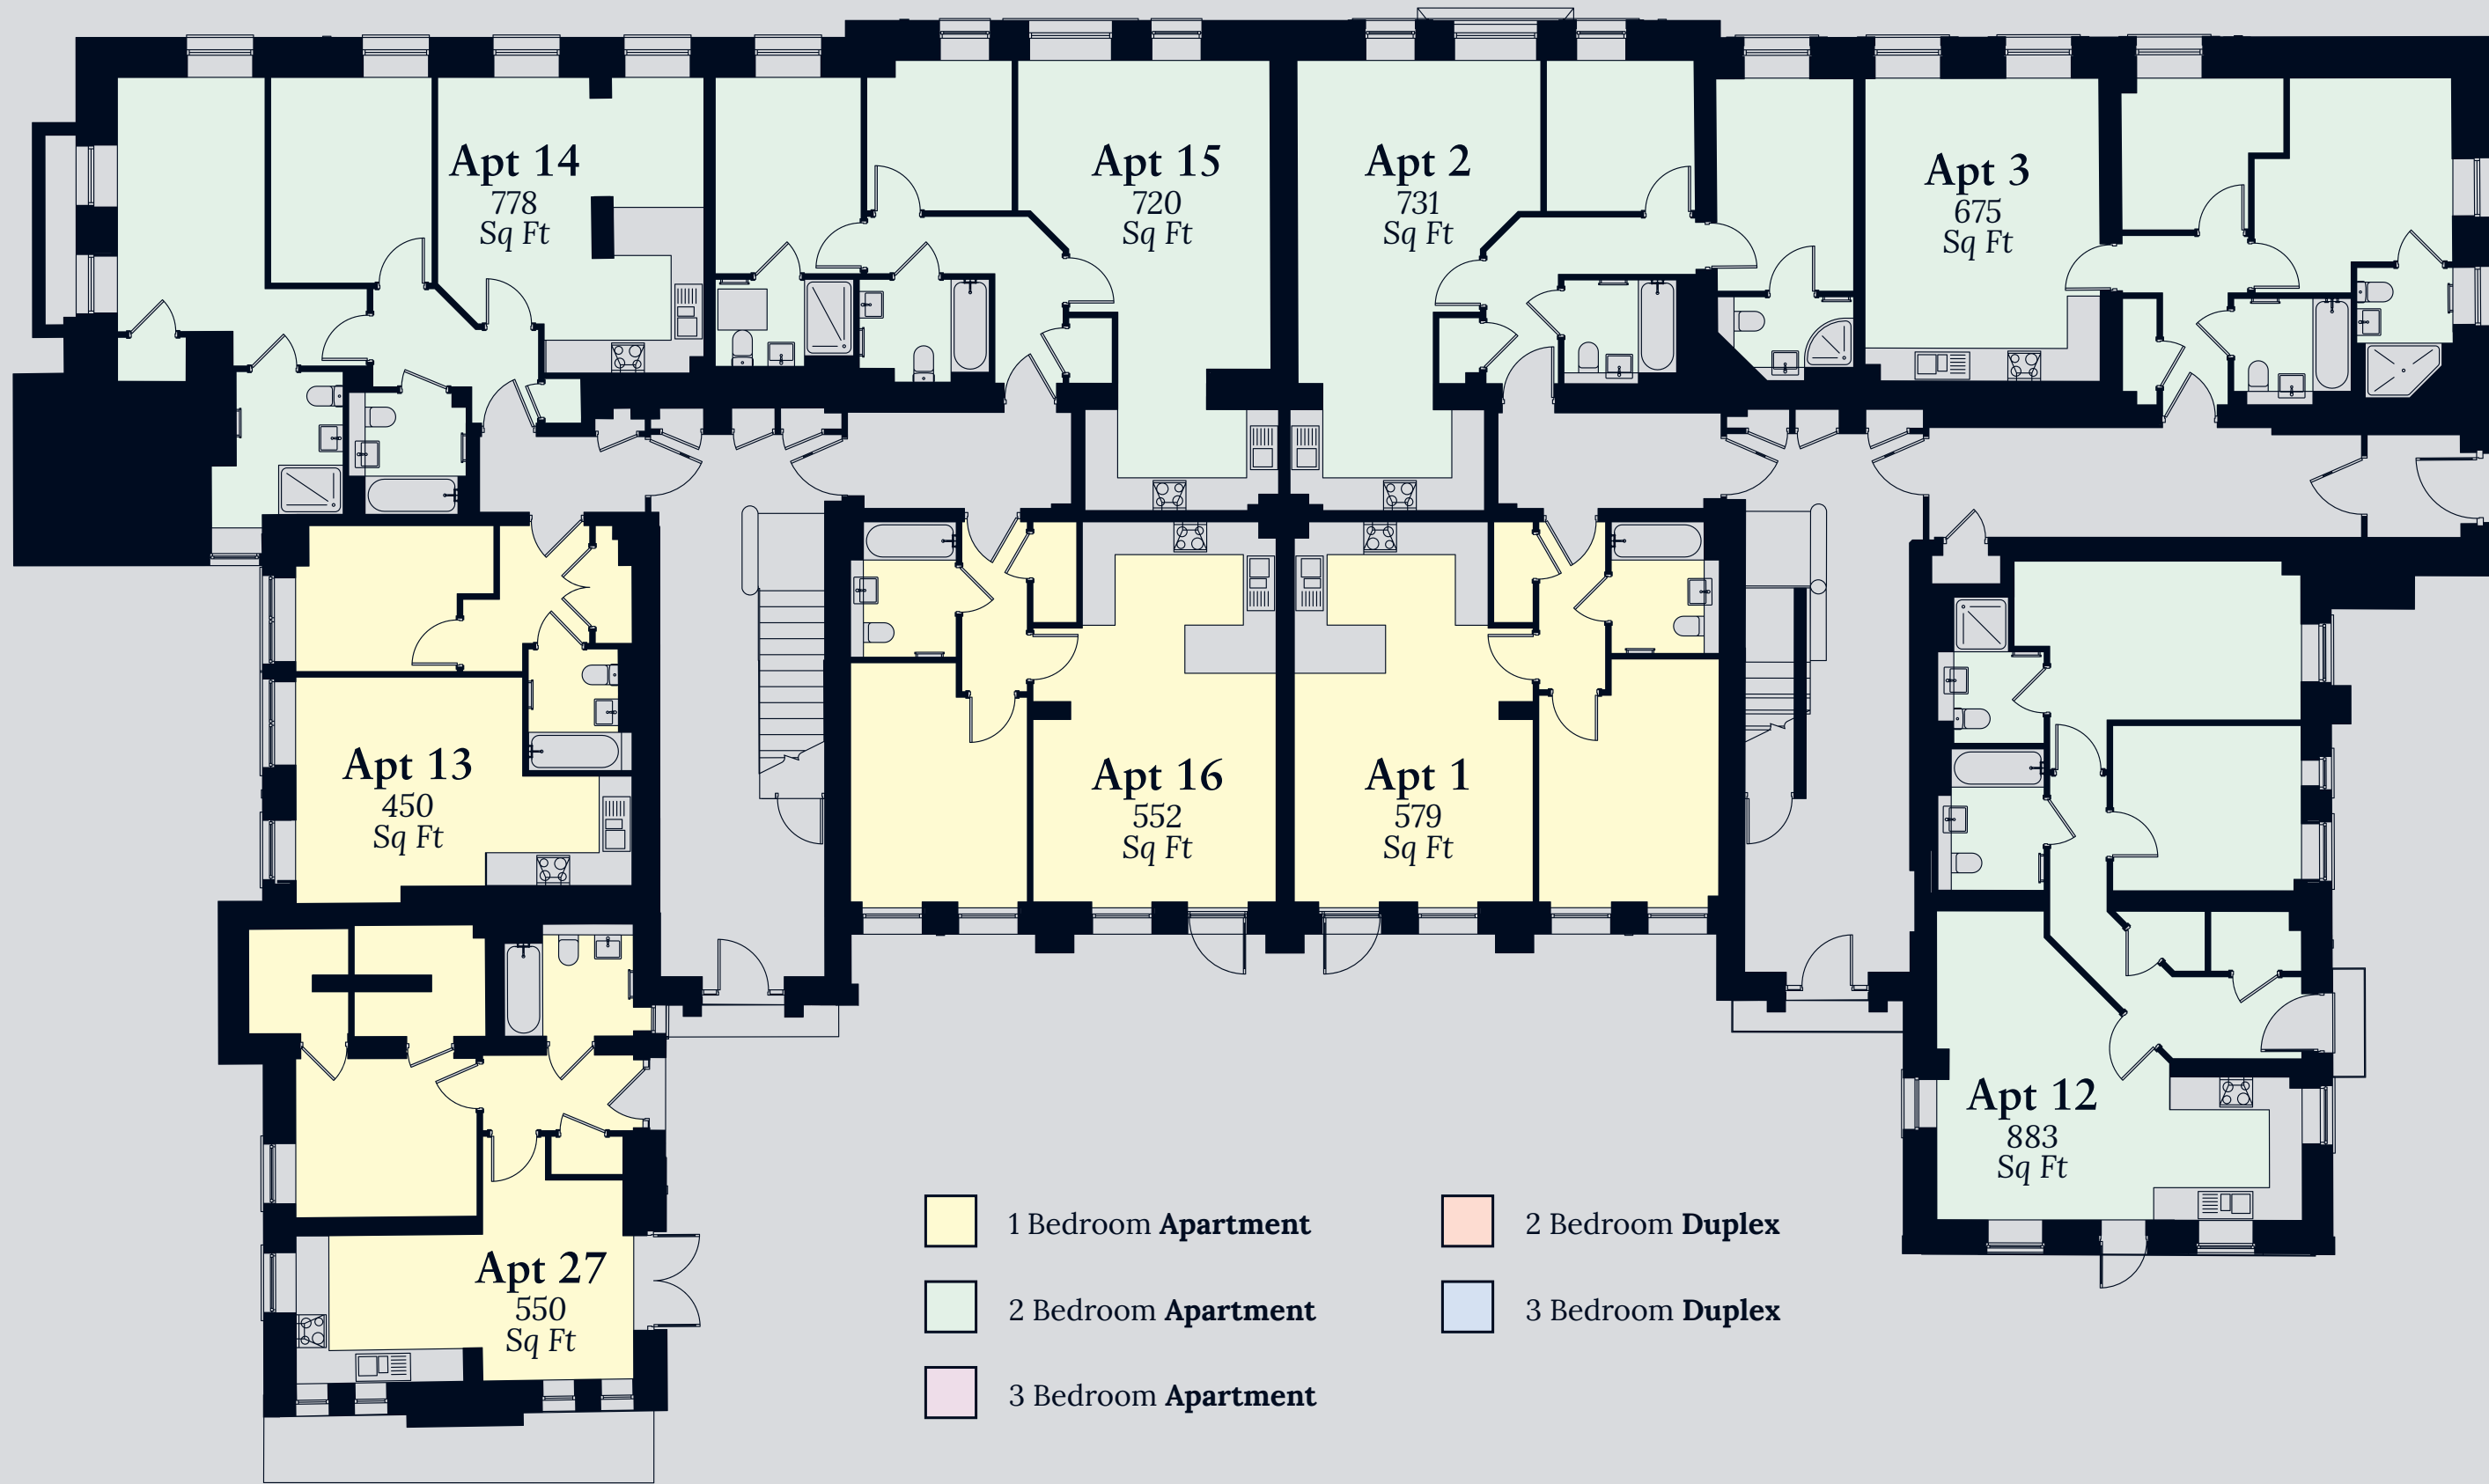 Apt 14
778
Sq Ft
Apt 15
720
Sq Ft
Apt 2
731
Sq Ft
Apt 3
675
Sq Ft
Apt 13
450
Sq Ft
Apt 16
552
Sq Ft
Apt 1
579
Sq Ft
Apt 12
883
Sq Ft
Apt 27
550
Sq Ft
1 Bedroom Apartment
2 Bedroom Apartment
3 Bedroom Apartment
2 Bedroom Duplex
3 Bedroom Duplex